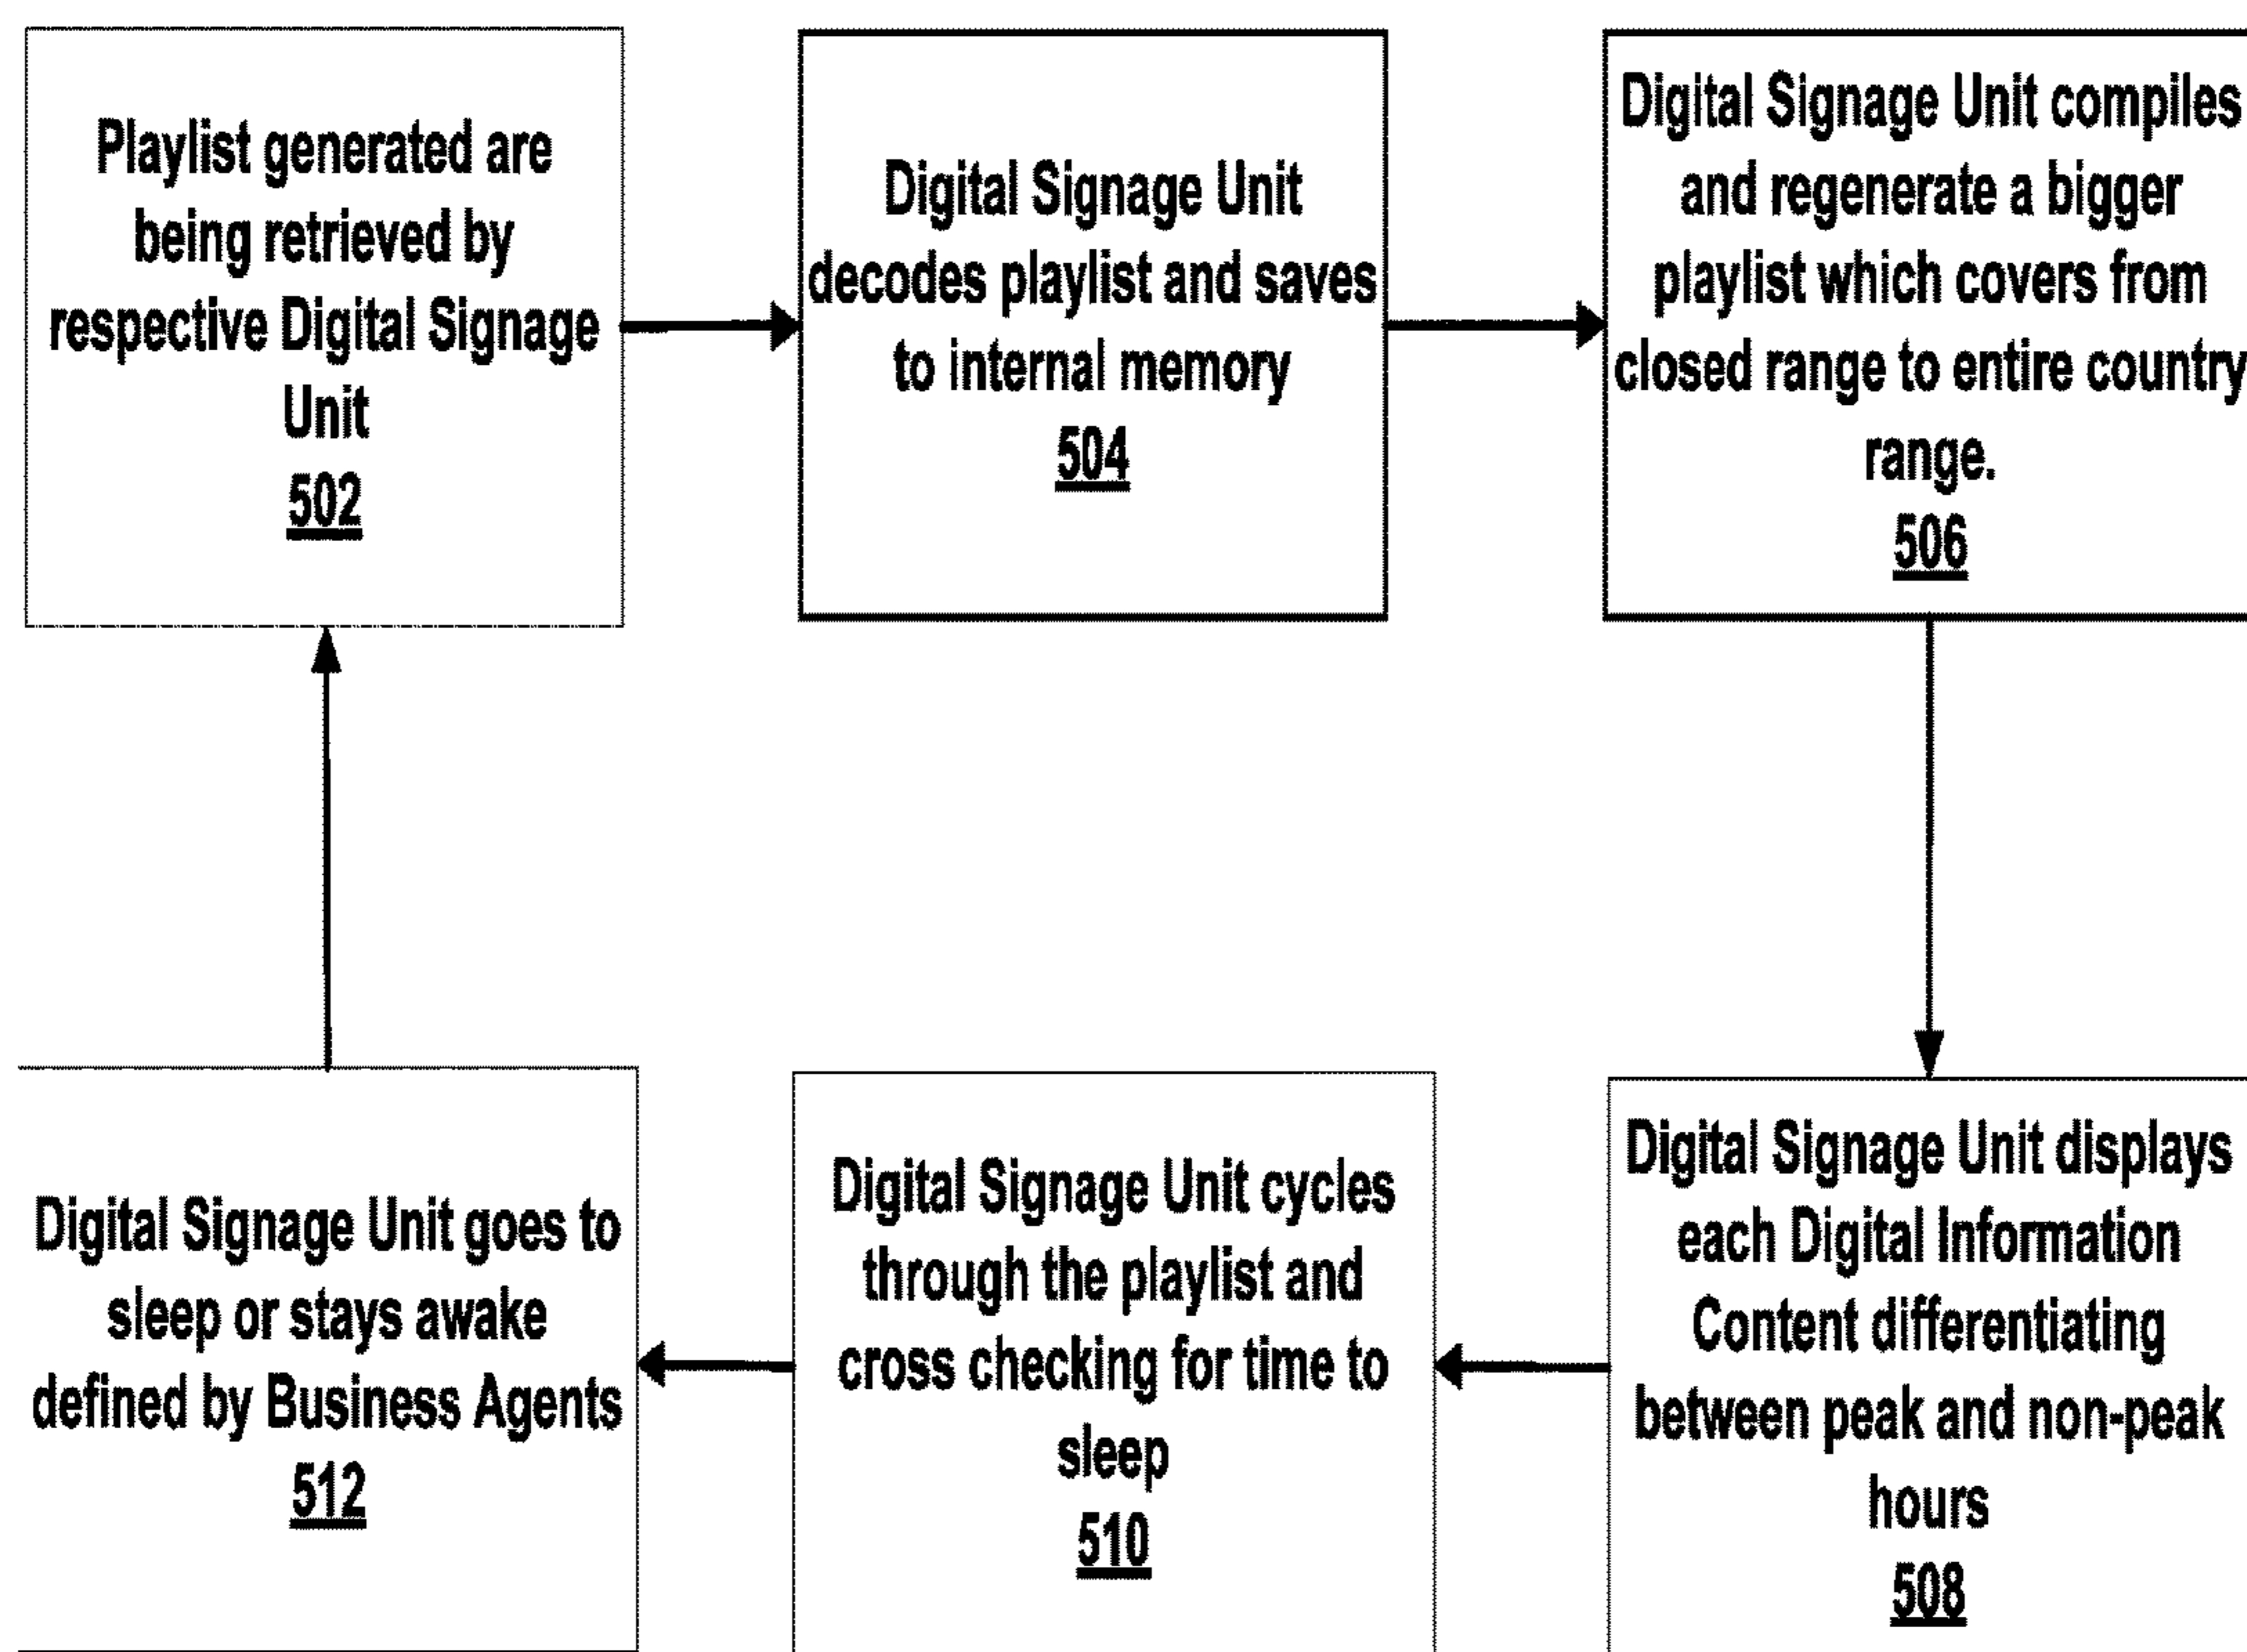 Playlist generated are
being retrieved by
respective Digital Signage
Unit
502
Digital Signage Unit
decodes playlist and saves
to internal memory
504
Digital Signage Unit compiles
and regenerate a bigger
playlist which covers from
closed range to entire country
range.
506
Digital Signage Unit displays
each Digital Information
Content differentiating
between peak and non-peak
hours
508
Digital Signage Unit cycles
through the playlist and
cross checking for time to
sleep
510
Digital Signage Unit goes to
sleep or stays awake
defined by Business Agents
512